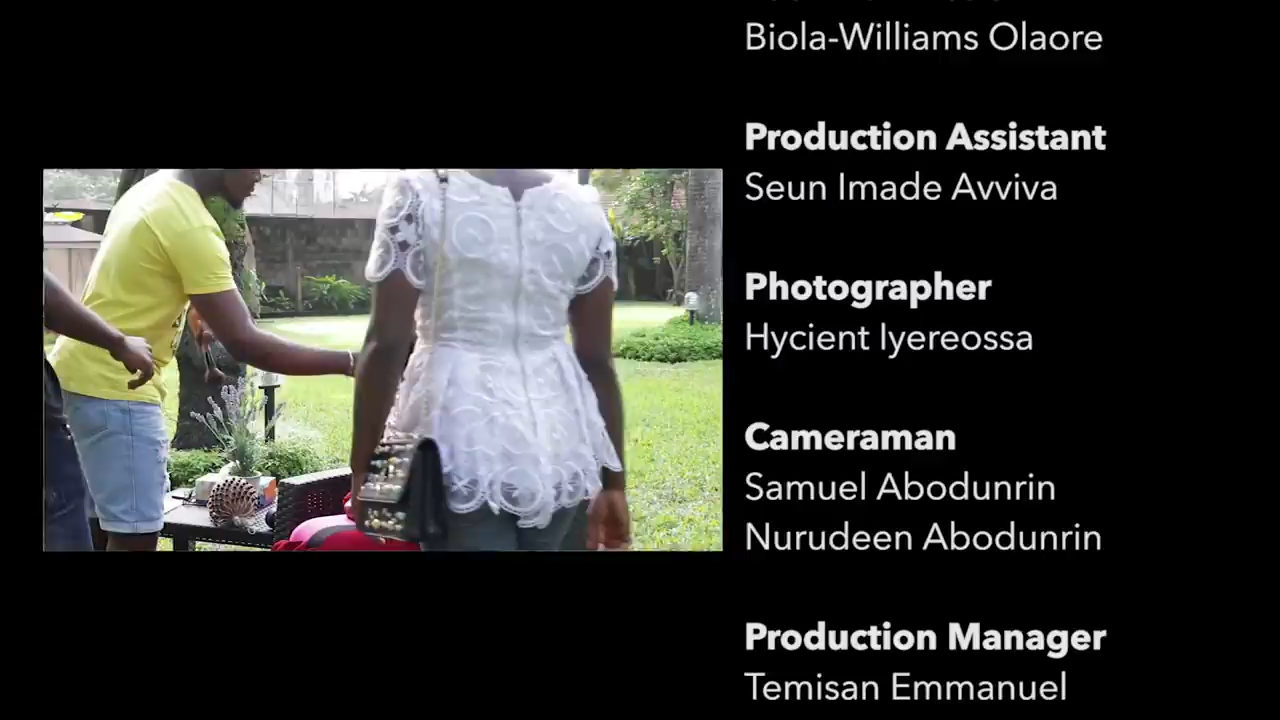 Biola-Williams Olaore
Production Assistant
Seun Imade Avviva
Photographer
Hycient Iyereossa
Cameraman
Samuel Abodunrin
Nurudeen Abodunrin
Production Manager
Temisan Emmanuel